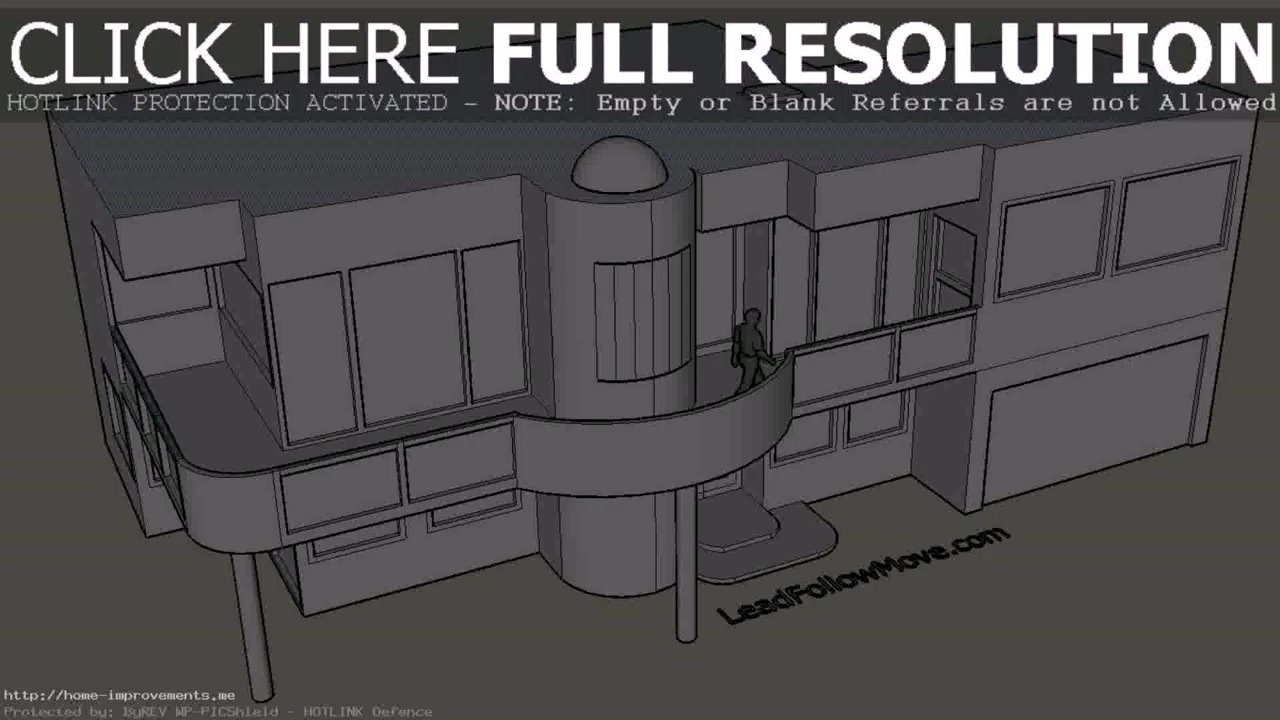 CLICK HERE FULL RESOLUTION
HOTLINK PROTECTION ACTIVATED – NOTE: Empty or Blank Referrals are not Allowed
LeadFollowMove.com
http://home-improvements.me
Protected by: ByREV WP-PICShield - HOTLINK Defence